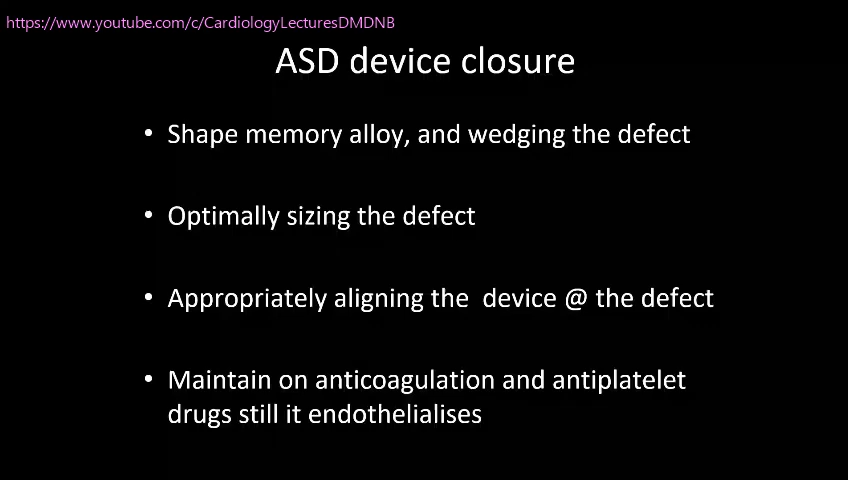 https://www.youtube.com/c/CardiologyLecturesDMDNB
ASD device closure
• Shape memory alloy, and wedging the defect
• Optimally sizing the defect
• Appropriately aligning the device @ the defect
• Maintain on anticoagulation and antiplatelet
drugs still it endothelialises